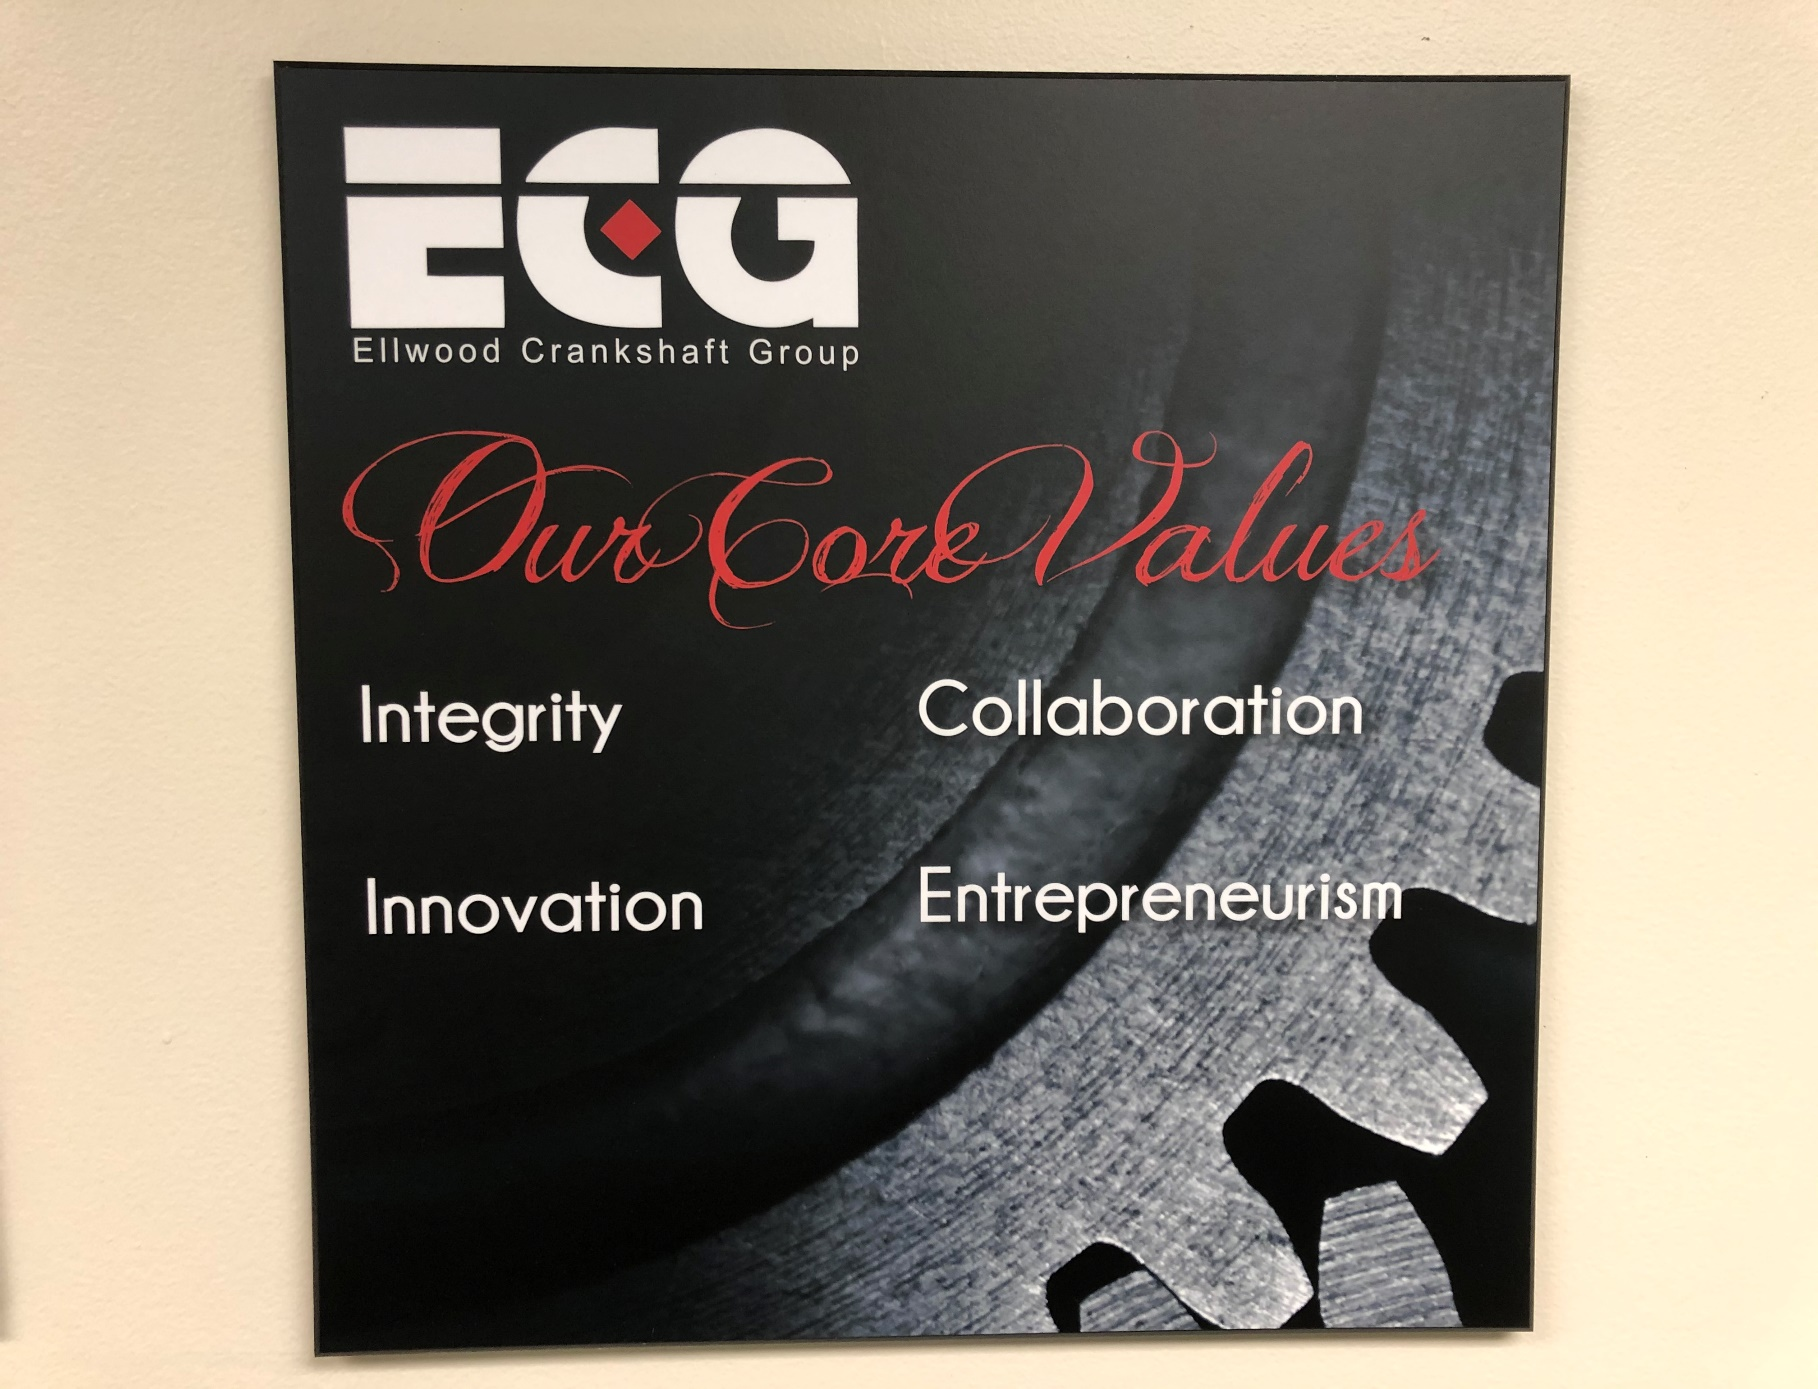 ECG
Ellwood Crankshaft Group
Our Core Values
Integrity
Collaboration
Innovation
Entrepreneurism